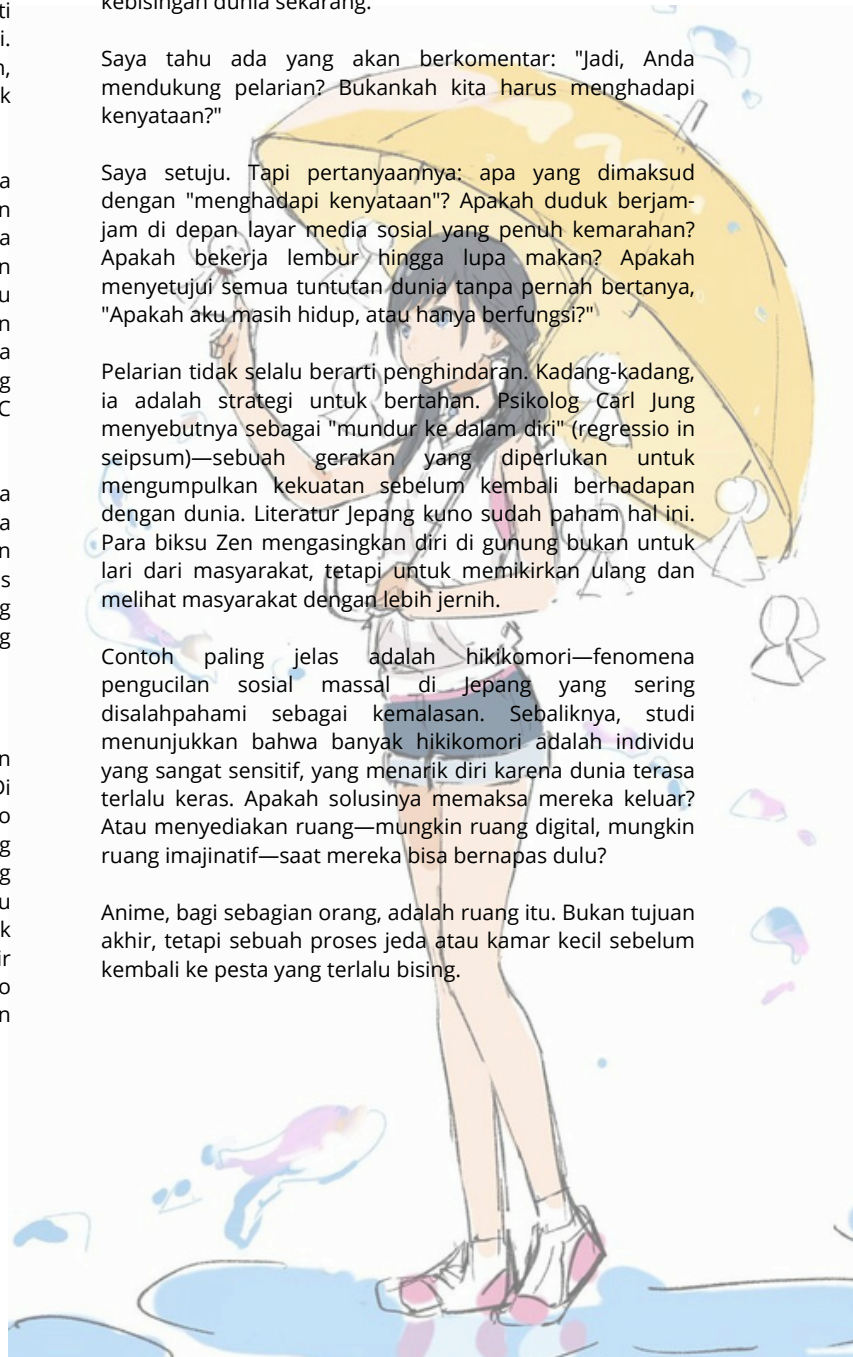 ti
i.
n,
k
a
n
a
n
u
n
a
g
C
a
a
n
s
g
g
n
Di
o
g
g
u
k
ir
o
n
kebisingan dunia sekarang.
Saya tahu ada yang akan berkomentar: "Jadi, Anda
mendukung pelarian? Bukankah kita harus menghadapi
kenyataan?"
Saya setuju. Tapi pertanyaannya: apa yang dimaksud
dengan "menghadapi kenyataan"? Apakah duduk berjam-
jam di depan layar media sosial yang penuh kemarahan?
Apakah bekerja lembur hingga lupa makan? Apakah
menyetujui semua tuntutan dunia tanpa pernah bertanya,
"Apakah aku masih hidup, atau hanya berfungsi?"
Pelarian tidak selalu berarti penghindaran. Kadang-kadang,
ia adalah strategi untuk bertahan. Psikolog Carl Jung
menyebutnya sebagai "mundur ke dalam diri" (regressio in
seipsum)—sebuah gerakan yang diperlukan untuk
mengumpulkan kekuatan sebelum kembali berhadapan
dengan dunia. Literatur Jepang kuno sudah paham hal ini.
Para biksu Zen mengasingkan diri di gunung bukan untuk
lari dari masyarakat, tetapi untuk memikirkan ulang dan
melihat masyarakat dengan lebih jernih.
Contoh paling jelas adalah hikikomori—fenomena
pengucilan sosial massal di Jepang yang sering
disalahpahami sebagai kemalasan. Sebaliknya, studi
menunjukkan bahwa banyak hikikomori adalah individu
yang sangat sensitif, yang menarik diri karena dunia terasa
terlalu keras. Apakah solusinya memaksa mereka keluar?
Atau menyediakan ruang—mungkin ruang digital, mungkin
ruang imajinatif—saat mereka bisa bernapas dulu?
Anime, bagi sebagian orang, adalah ruang itu. Bukan tujuan
akhir, tetapi sebuah proses jeda atau kamar kecil sebelum
kembali ke pesta yang terlalu bising.